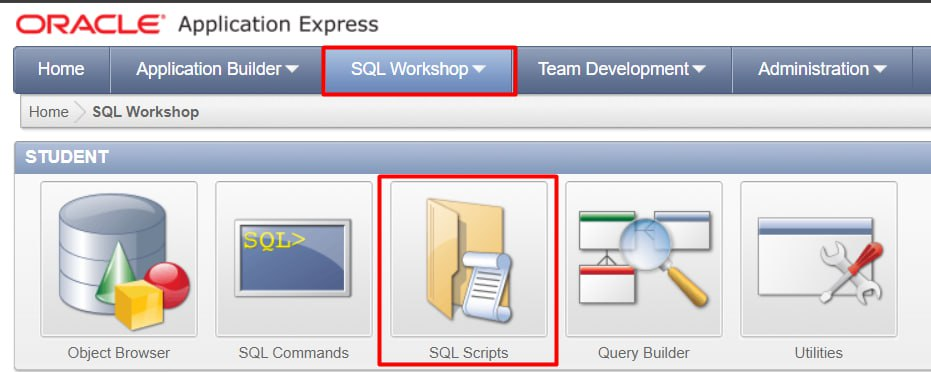 ORACLE® Application Express
Home Application Builder SQL Workshop Team Development Administration
Home SQL Workshop
STUDENT
SQL>
Object Browser SQL Commands SQL Scripts Query Builder Utilities